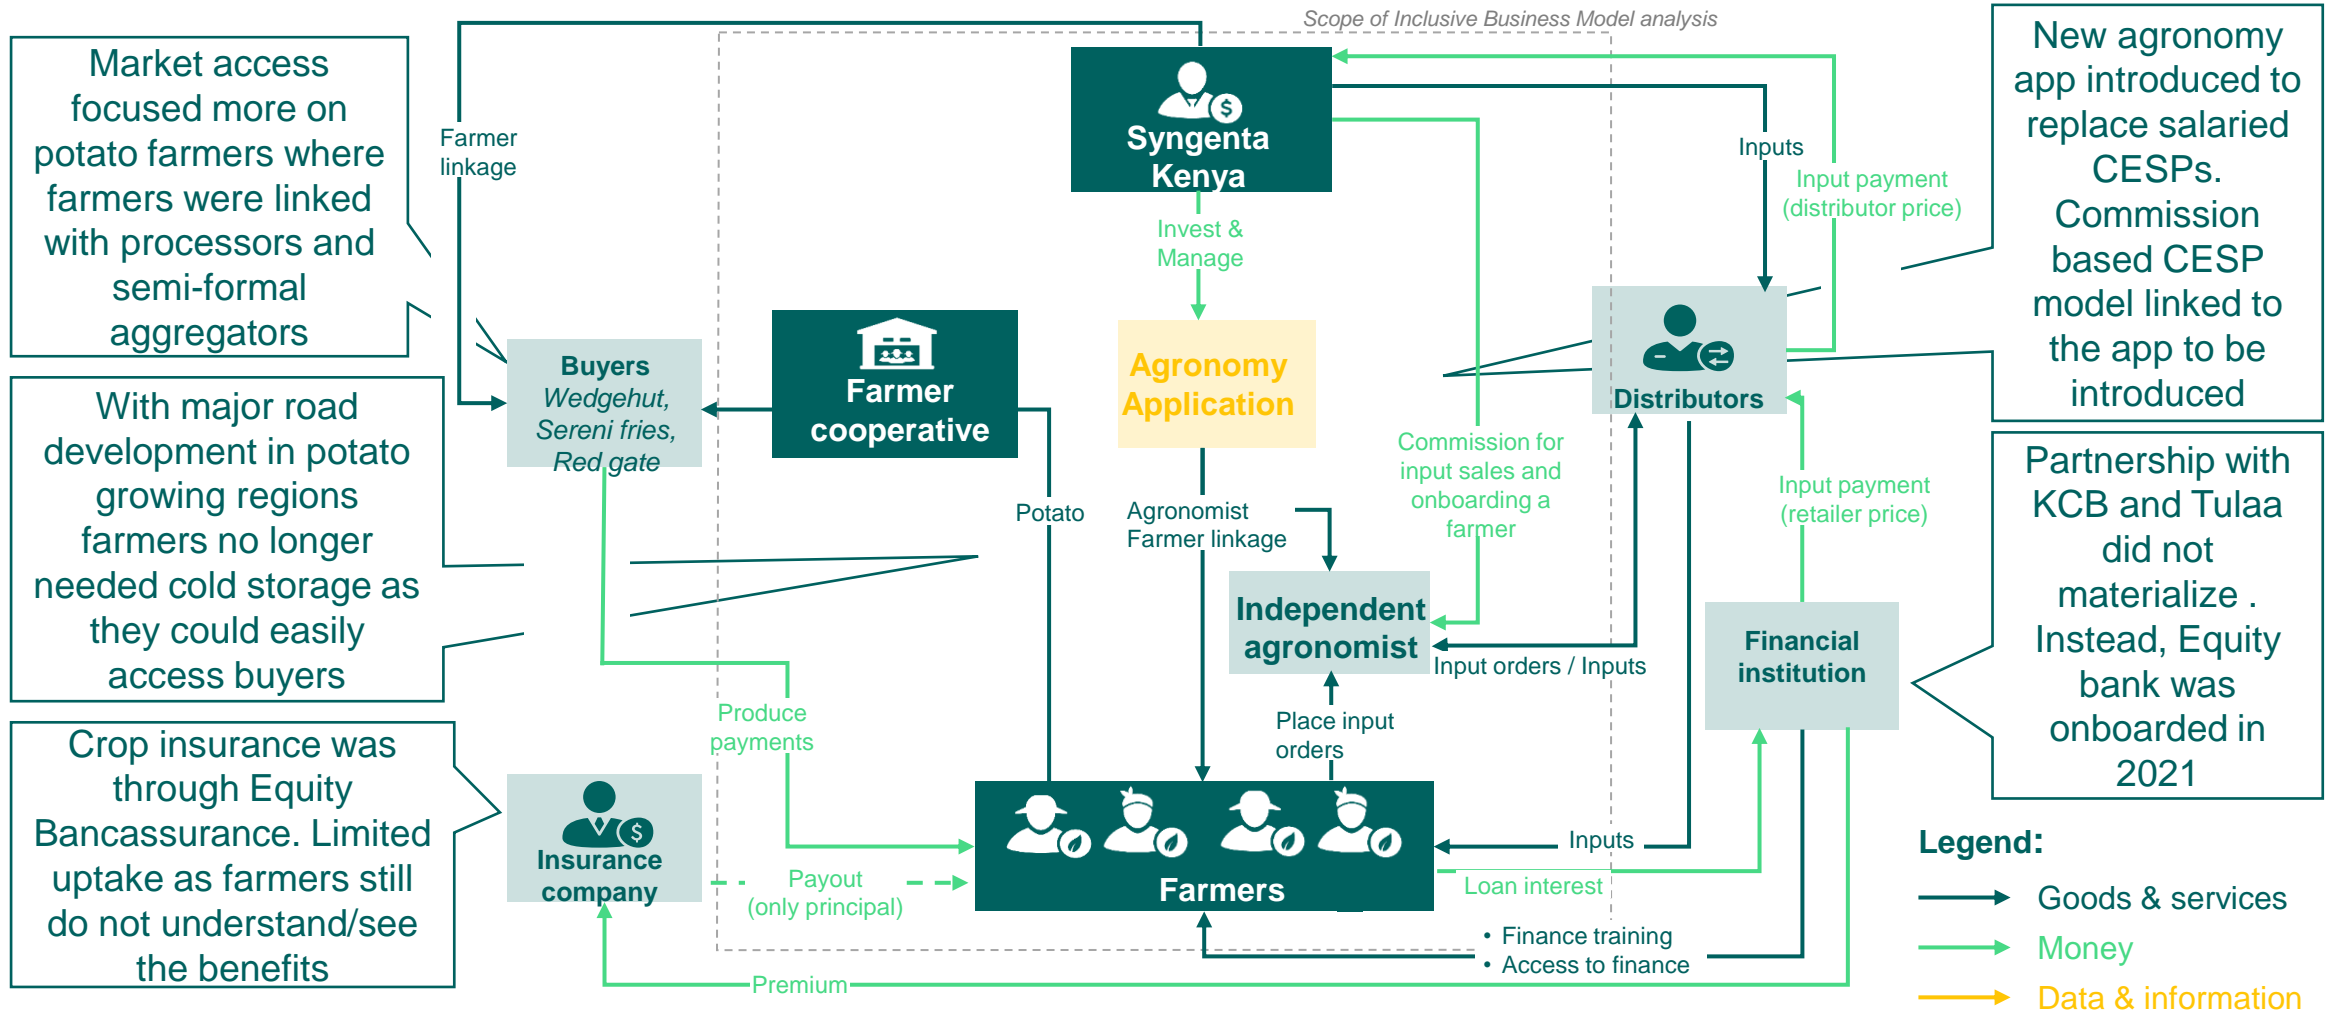 Scope of Inclusive Business Model analysis
Market access
focused more on
potato farmers where
farmers were linked
with processors and
semi-formal
aggregators
With major road
development in potato
growing regions
farmers no longer
needed cold storage as
they could easily
access buyers
Crop insurance was
through Equity
Bancassurance. Limited
uptake as farmers still
do not understand/see
the benefits
Farmer
linkage
Syngenta
Kenya
Invest &
Manage
Inputs
Input payment
(distributor price)
Buyers
Wedgehut,
Sereni fries,
Red gate
Farmer
cooperative
Agronomy
Application
Distributors
Commission for
input sales and
onboarding a
farmer
Input payment
(retailer price)
Potato
Agronomist
Farmer linkage
Independent
agronomist
Input orders / Inputs
Financial
institution
Produce
payments
Place input
orders
Insurance
company
Payout
(only principal)
Farmers
Inputs
Loan interest
• Finance training
• Access to finance
Premium
New agronomy
app introduced to
replace salaried
CESPs.
Commission
based CESP
model linked to
the app to be
introduced
Partnership with
KCB and Tulaa
did not
materialize .
Instead, Equity
bank was
onboarded in
2021
Legend:
Goods & services
Money
Data & information